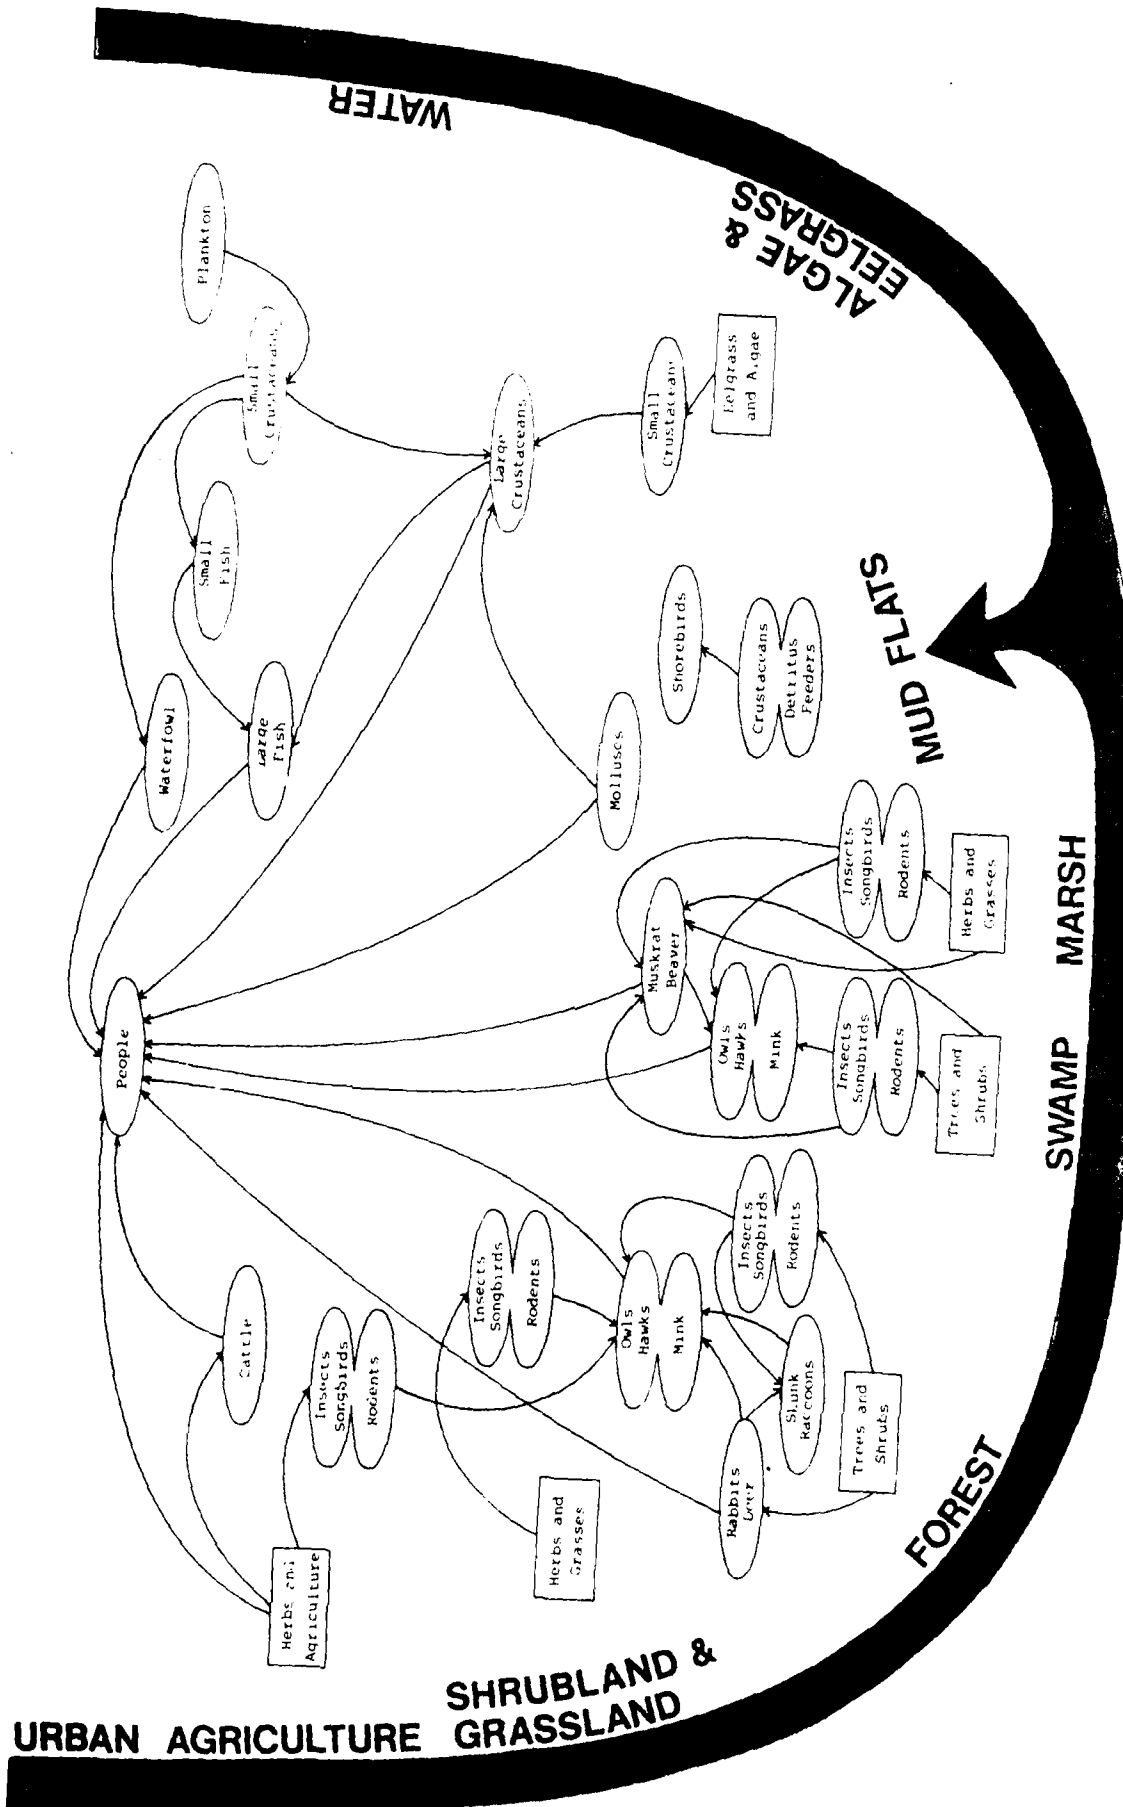 WATER
ALGAE &
EELGRASS
MUD FLATS
MARSH
SWAMP
FOREST
SHRUBLAND &
GRASSLAND
AGRICULTURE
URBAN
People
Plankton
Small
Crustaceans
Small
Fish
Waterfowl
Large
Fish
Large
Crustaceans
Small
Crustaceans
Eelgrass
and Algae
Molluscs
Shorebirds
Crustaceans
Detritus
Feeders
Muskrat
Beaver
Owls
Hawks
Mink
Insects
Songbirds
Rodents
Herbs and
Grasses
Insects
Songbirds
Rodents
Trees and
Shrubs
Cattle
Insects
Songbirds
Rodents
Herbs and
Agriculture
Insects
Songbirds
Rodents
Herbs and
Grasses
Owls
Hawks
Mink
Insects
Songbirds
Rodents
Skunk
Raccoons
Rabbits
Deer
Trees and
Shrubs